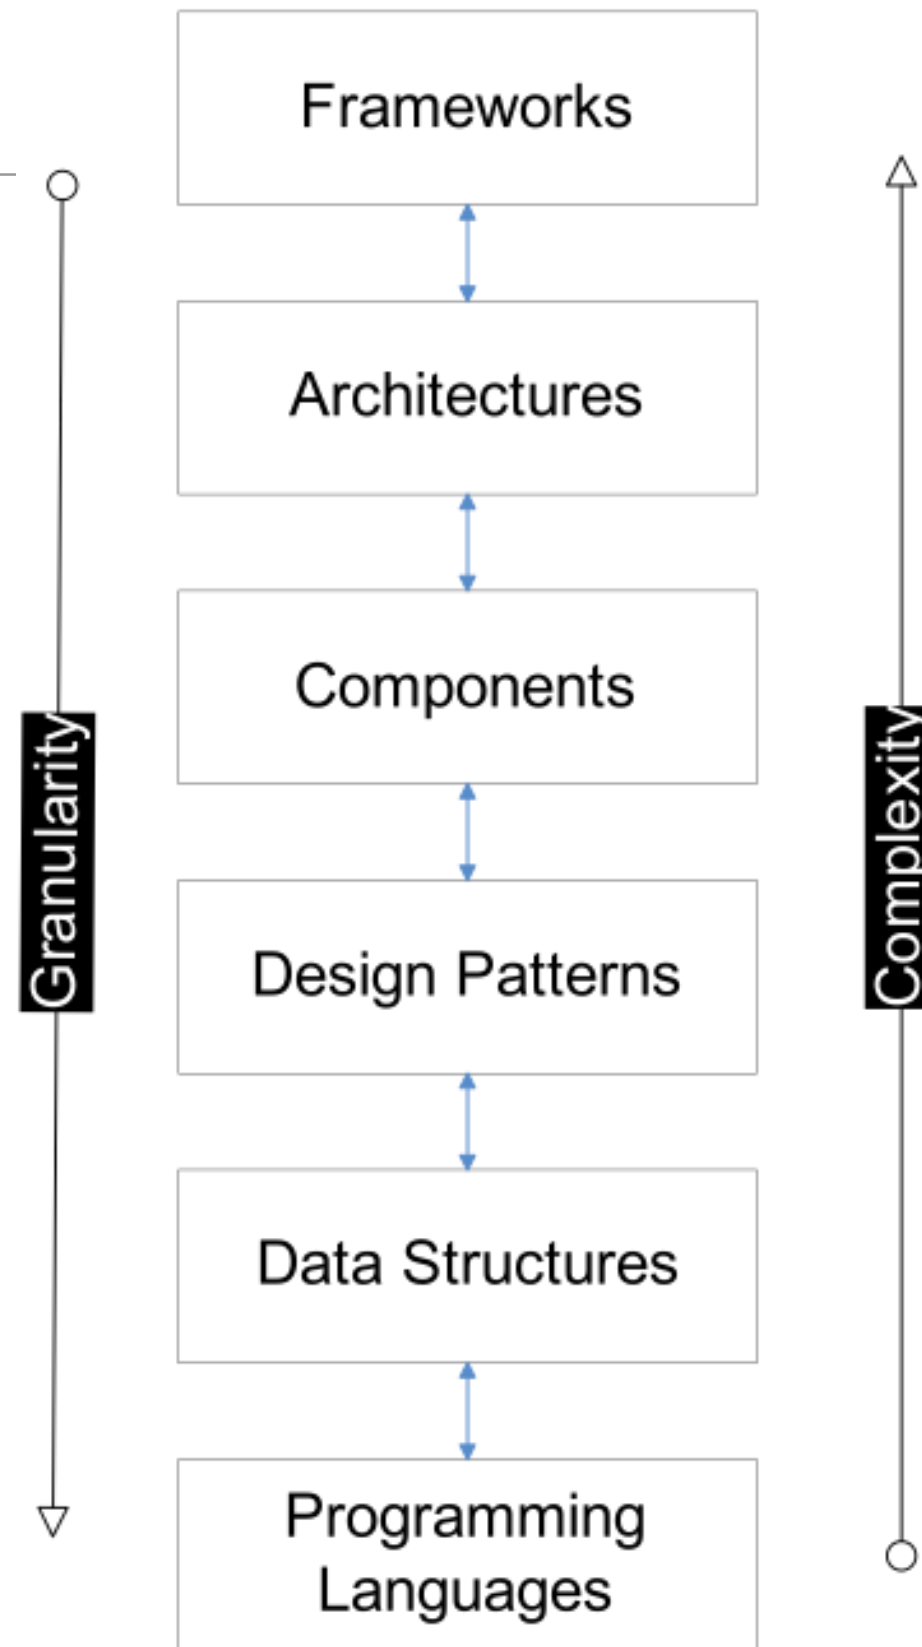 Frameworks
Architectures
Components
Granularity
Complexity
Design Patterns
Data Structures
Programming
Languages